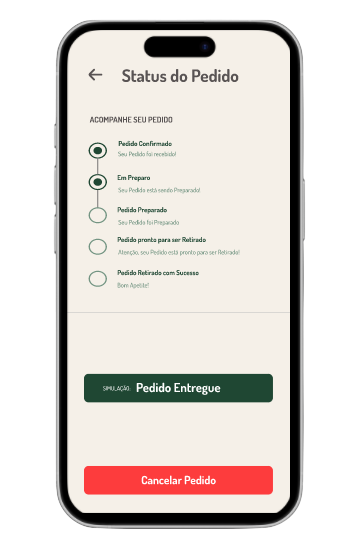 Status do Pedido
ACOMPANHE SEU PEDIDO
Pedido Confirmado
Seu Pedido foi recebido!
Em Preparo
Seu Pedido está sendo Preparado!
Pedido Preparado
Seu Pedido foi Preparado
Pedido pronto para ser Retirado
Atenção, seu Pedido está pronto para ser Retirado!
Pedido Retirado com Sucesso
Bom Apetite!
SIMULAÇÃO: Pedido Entregue
Cancelar Pedido